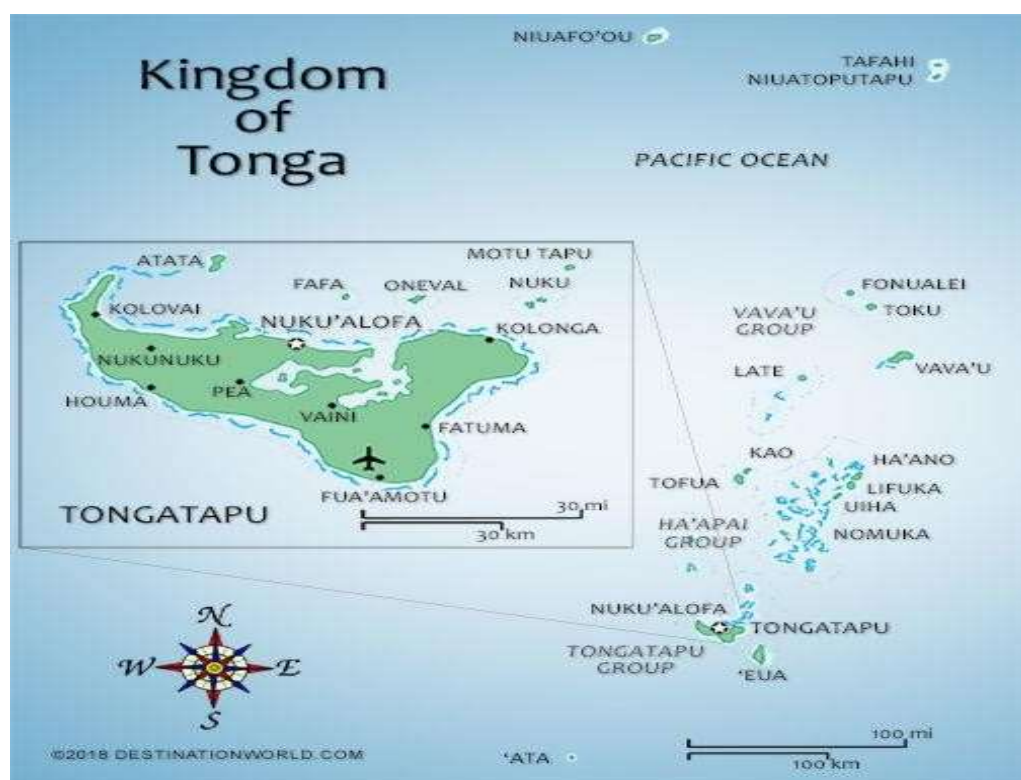 NIUAFO'OU
TAFAHI
NIUATOPUTAPU
Kingdom
of
Tonga
PACIFIC OCEAN
MOTU TAPU
ATATA
FAFA
ONEVAL
NUKU
KOLOVAI
NUKU'ALOFA
KOLONGA
NUKUNUKU
PEA
HOUMA
VAINI
FATUMA
FUA'AMOTU
TONGATAPU
30 mi
30 km
FONUALEI
TOKU
VAVA'U
GROUP
VAVA'U
LATE
KAO
HA'ANO
TOFUA
LIFUKA
UIHA
HA'APAI
GROUP
NOMUKA
NUKU'ALOFA
TONGATAPU
TONGATAPU
GROUP
'EUA
N
W
E
S
©2018 DESTINATIONWORLD.COM
'ATA
100 mi
100 km